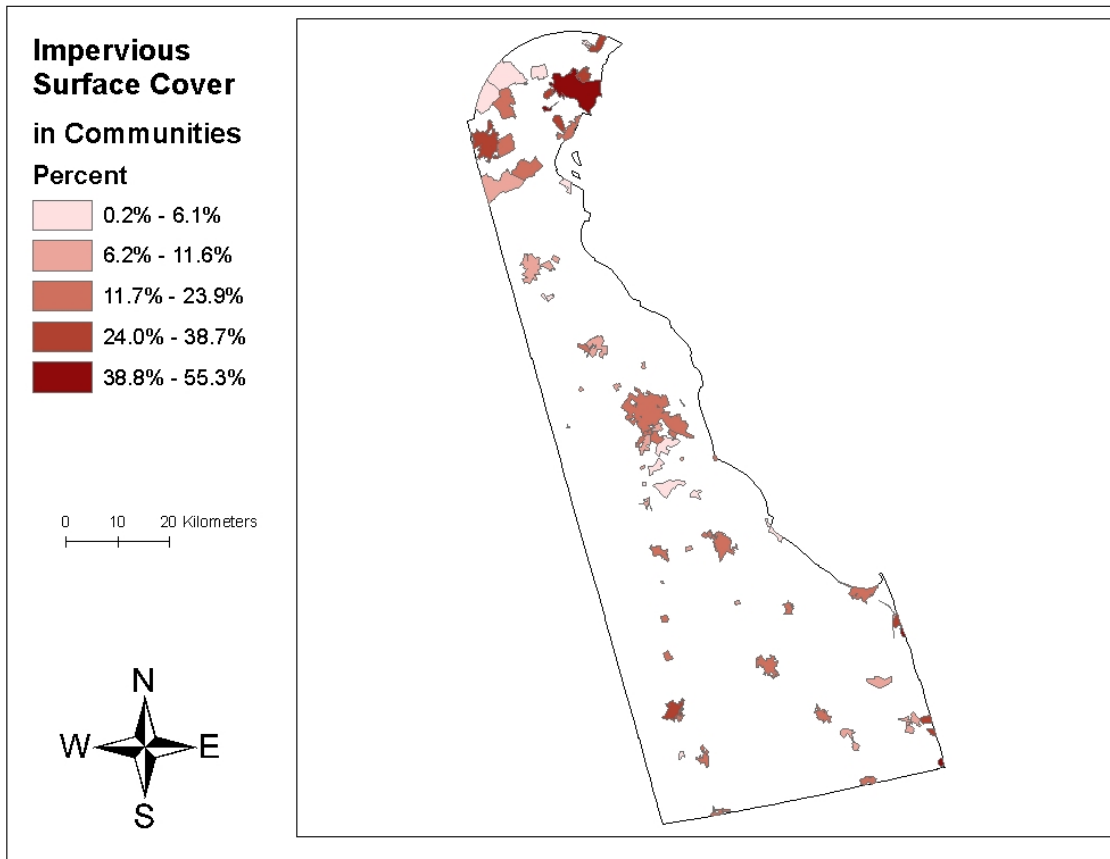 Impervious
Surface Cover
in Communities
Percent
0.2% - 6.1%
6.2% - 11.6%
11.7% - 23.9%
24.0% - 38.7%
38.8% - 55.3%
0 10 20 Kilometers
N
W E
S